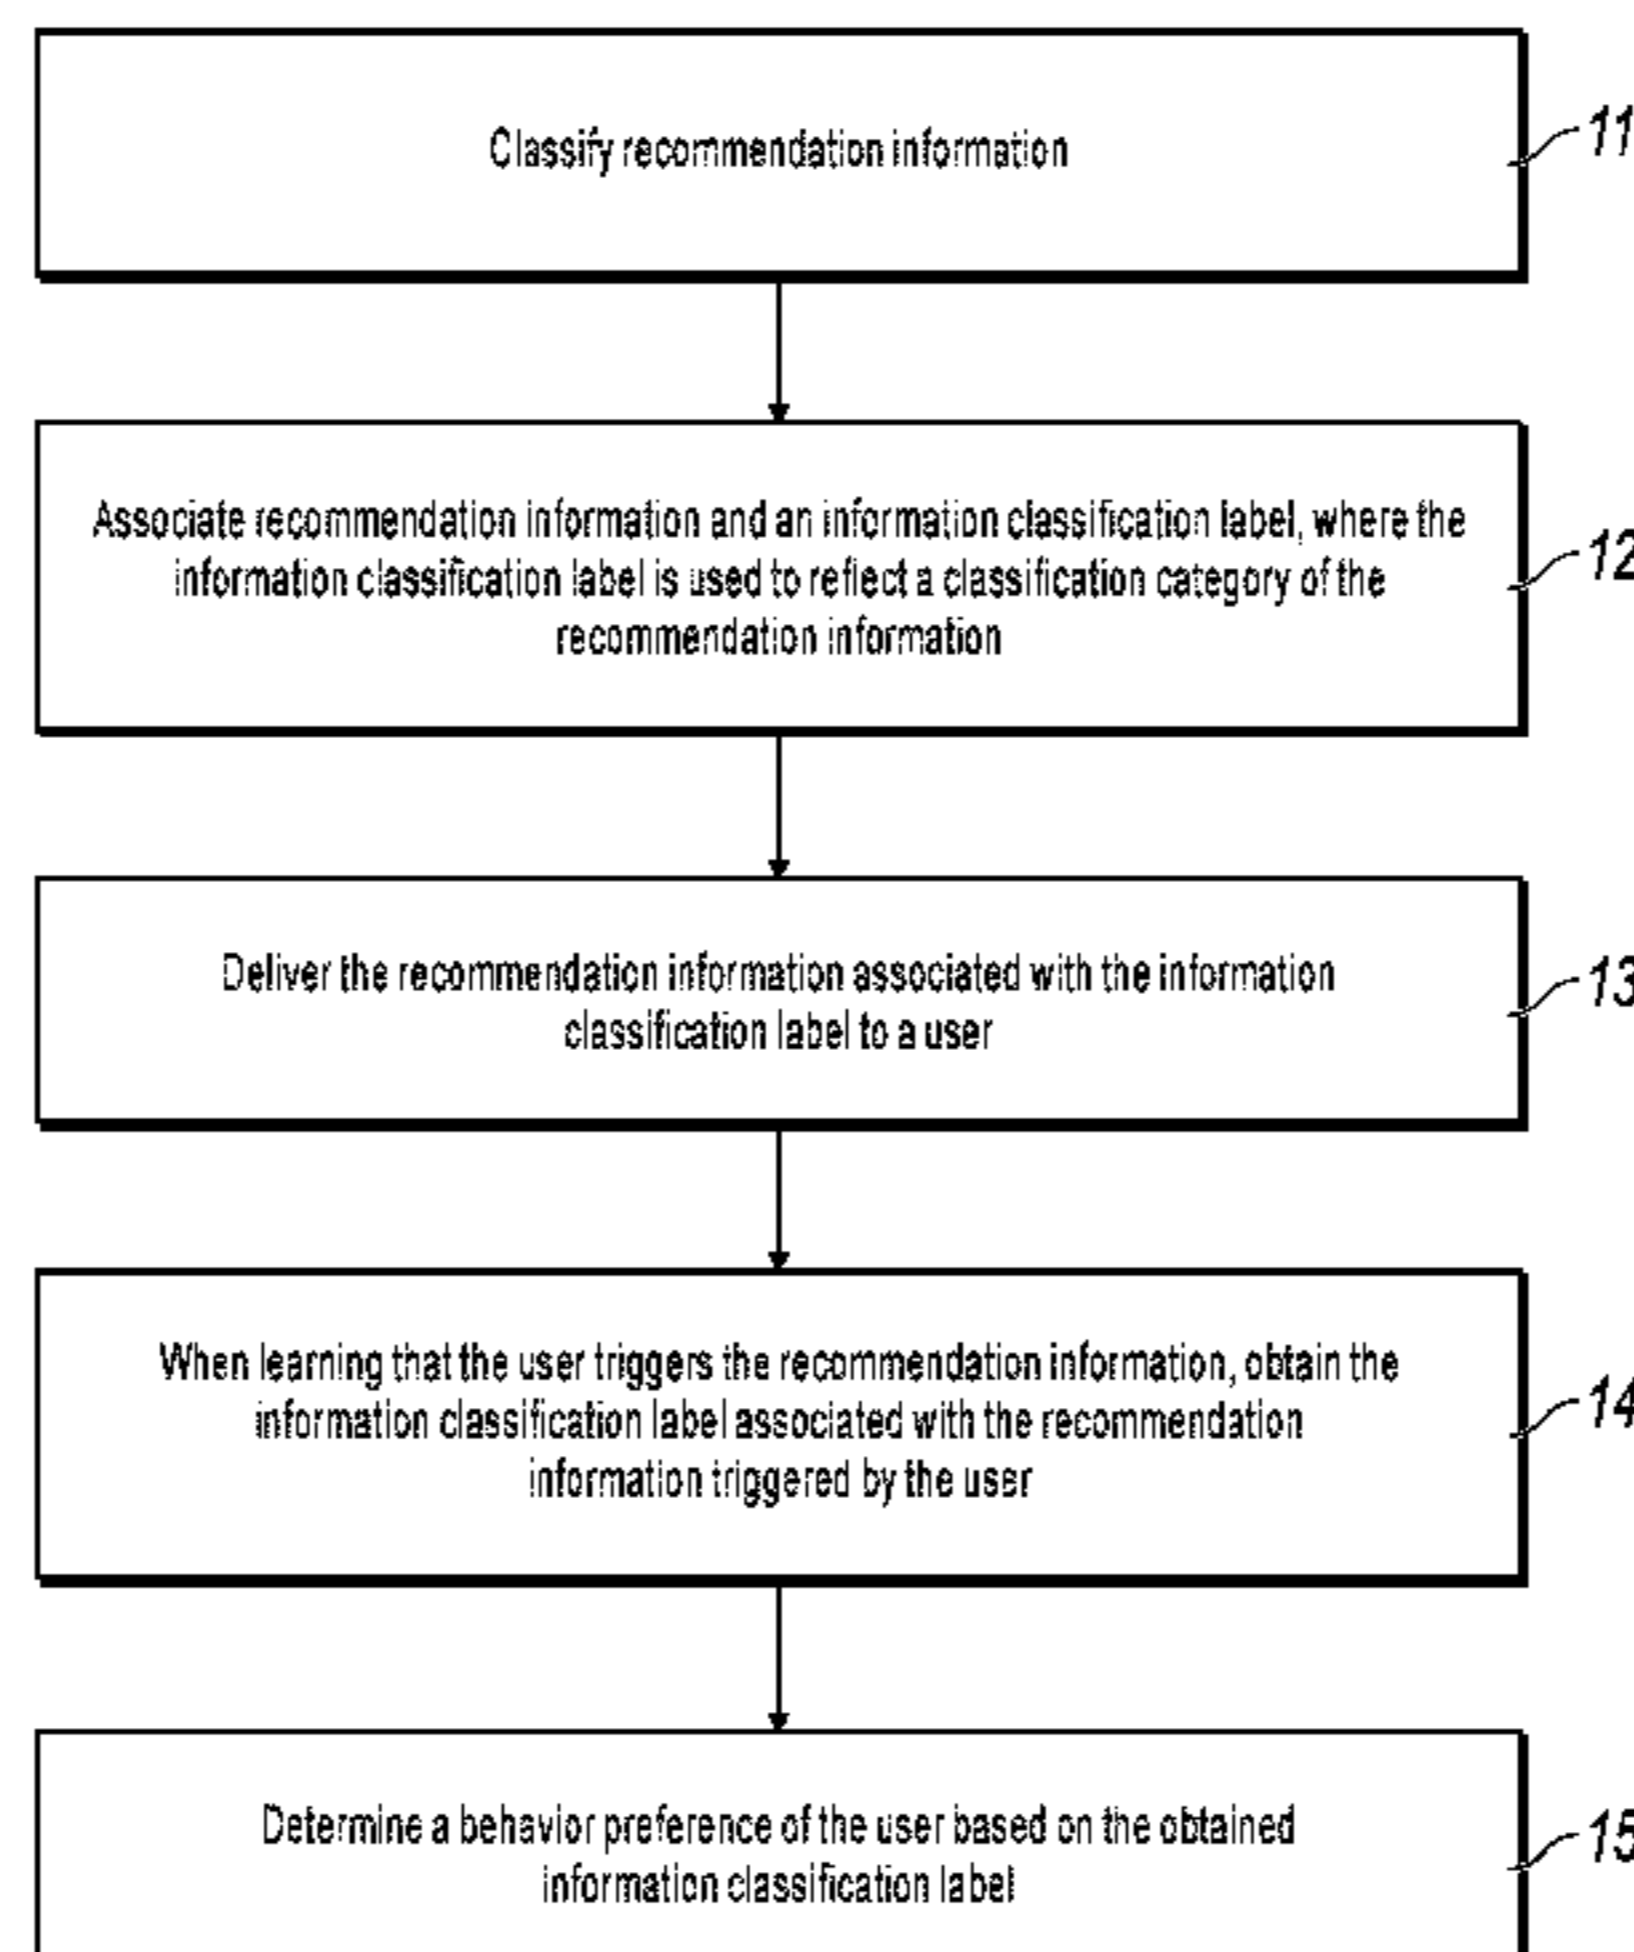 Classify recommendation information
11
Associate recommendation information and an information classification label, where the
information classification label is used to reflect a classification category of the
recommendation information
12
Deliver the recommendation information associated with the information
classification label to a user
13
When learning that the user triggers the recommendation information, obtain the
information classification label associated with the recommendation
information triggered by the user
14
Determine a behavior preference of the user based on the obtained
information classification label
15